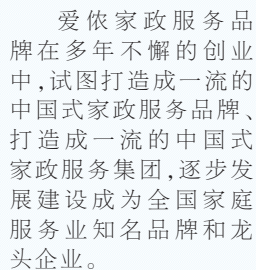 爱侬家政服务品
牌在多年不懈的创业
中,试图打造成一流的
中国式家政服务品牌、
打造成一流的中国式
家政服务集团,逐步发
展建设成为全国家庭
服务业知名品牌和龙
头企业。